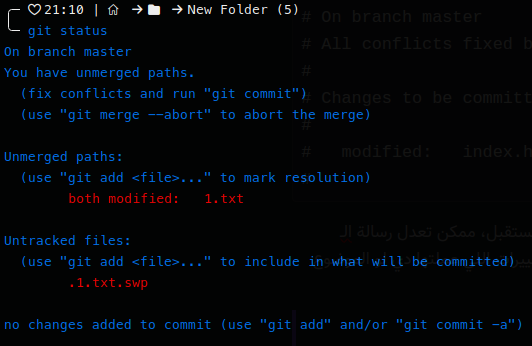 ♡21:10 | → → New Folder (5)
git status
On branch master
You have unmerged paths.
(fix conflicts and run "git commit")
(use "git merge --abort" to abort the merge)
Unmerged paths:
(use "git add <file>..." to mark resolution)
both modified: 1.txt
Untracked files:
(use "git add <file>..." to include in what will be committed)
.1.txt.swp
no changes added to commit (use "git add" and/or "git commit -a")
# On branch master
# All conflicts fixed b
#
# Changes to be committ
#
# modified: index.h
ستقبل، ممكن تعدل رسالة الـ